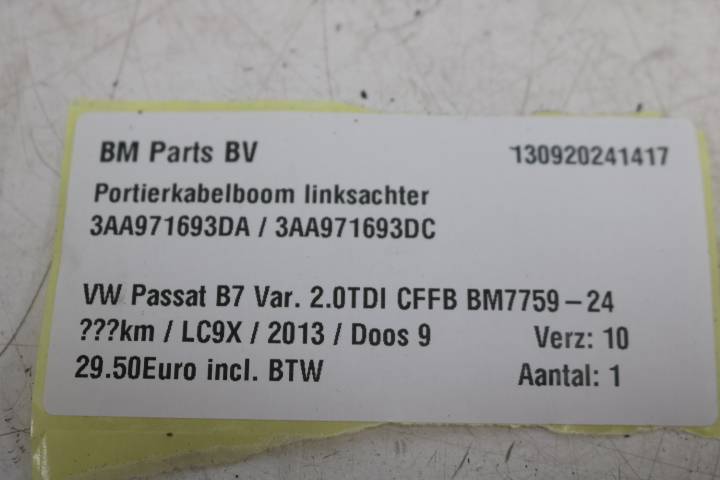 BM Parts BV 130920241417
Portierkabelboom linksachter
3AA971693DA / 3AA971693DC
VW Passat B7 Var. 2.0TDI CFFB BM7759-24
???km / LC9X / 2013 / Doos 9 Verz: 10
29.50Euro incl. BTW Aantal: 1